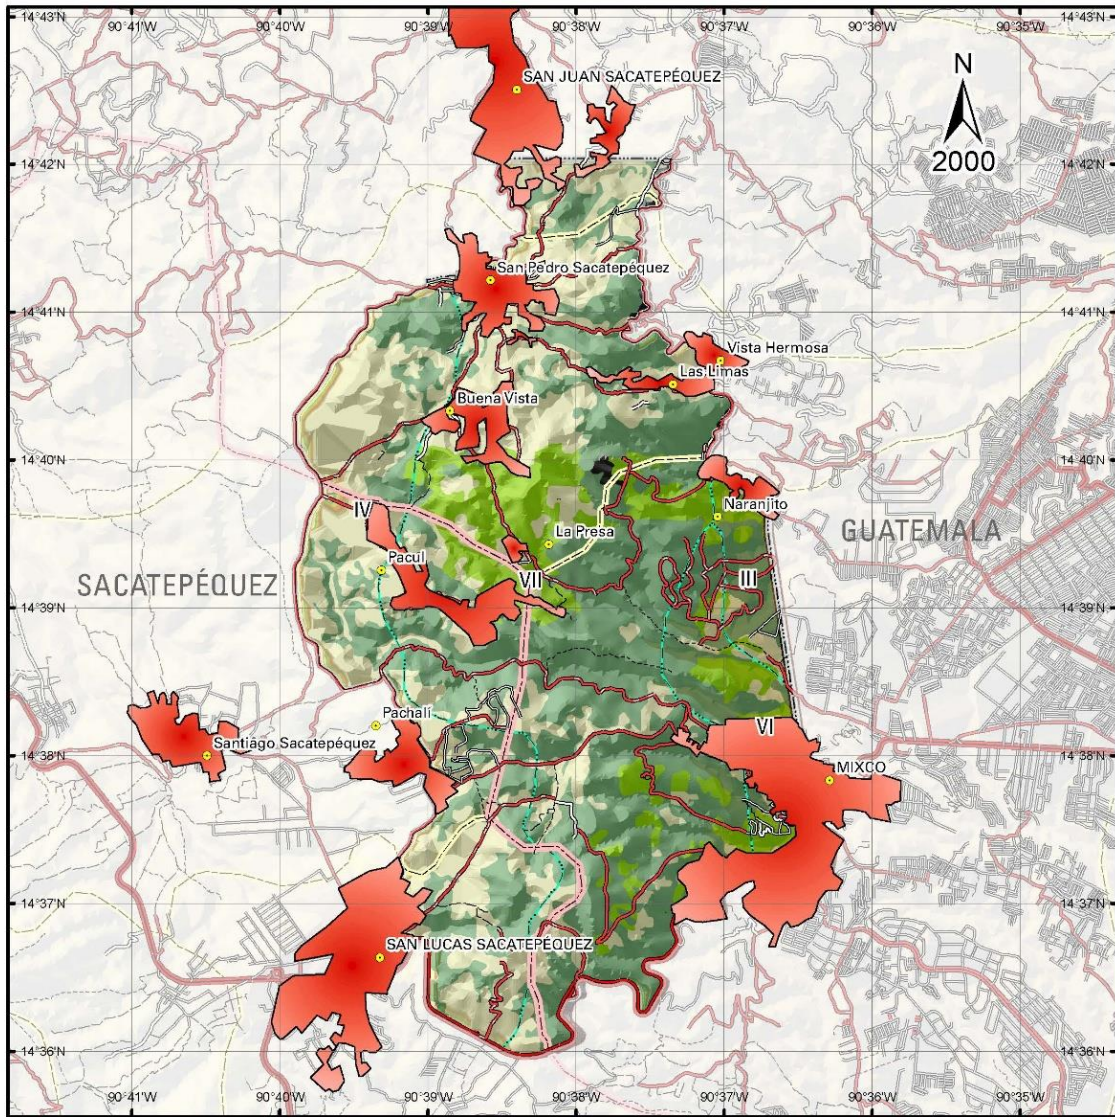 90°41'W 90°40'W 90°39'W 90°38'W 90°37'W 90°36'W 90°35'W
14°43'N 14°43'N
SAN JUAN SACATEPÉQUEZ
N
2000
14°42'N 14°42'N
San Pedro Sacatepéquez
14°41'N 14°41'N
Vista Hermosa
Las Limas
Buena Vista
14°40'N 14°40'N
IV
Naranjito
La Presa
GUATEMALA
Pacul
VII
III
SACATEPÉQUEZ
14°39'N 14°39'N
Pachalí
VI
Santiago Sacatepéquez
14°38'N 14°38'N
MIXCO
14°37'N 14°37'N
SAN LUCAS SACATEPÉQUEZ
14°36'N 14°36'N
90°41'W 90°40'W 90°39'W 90°38'W 90°37'W 90°36'W 90°35'W